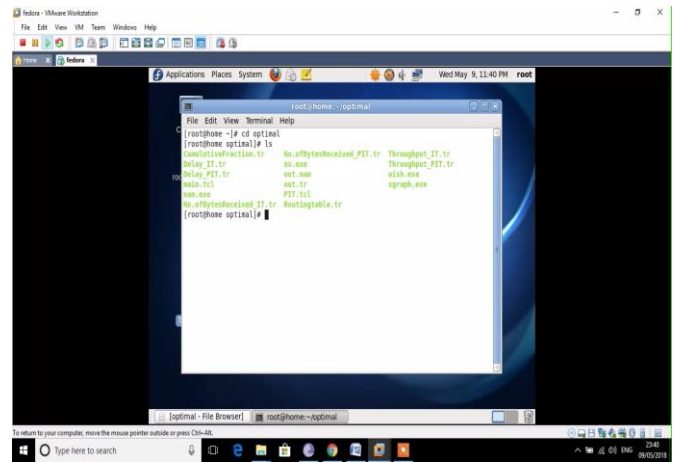 fedora - VMware Workstation
File Edit View VM Team Windows Help
Home X fedora X
Applications Places System Wed May 9, 11:40 PM root
root@home:~/optimal
File Edit View Terminal Help
[root@home ~]# cd optimal
[root@home optimal]# ls
CumulativeFraction.tr No.ofBytesReceived_PIT.tr Throughput_IT.tr
Delay_IT.tr ns.exe Throughput_PIT.tr
Delay_PIT.tr out.nam wish.exe
main.tcl out.tr xgraph.exe
nam.exe PIT.tcl
No.ofBytesReceived_IT.tr Routingtable.tr
[root@home optimal]#
[optimal - File Browser] root@home:~/optimal
To return to your computer, move the mouse pointer outside or press Ctrl+Alt.
Type here to search ENG 23:40
09/05/2018